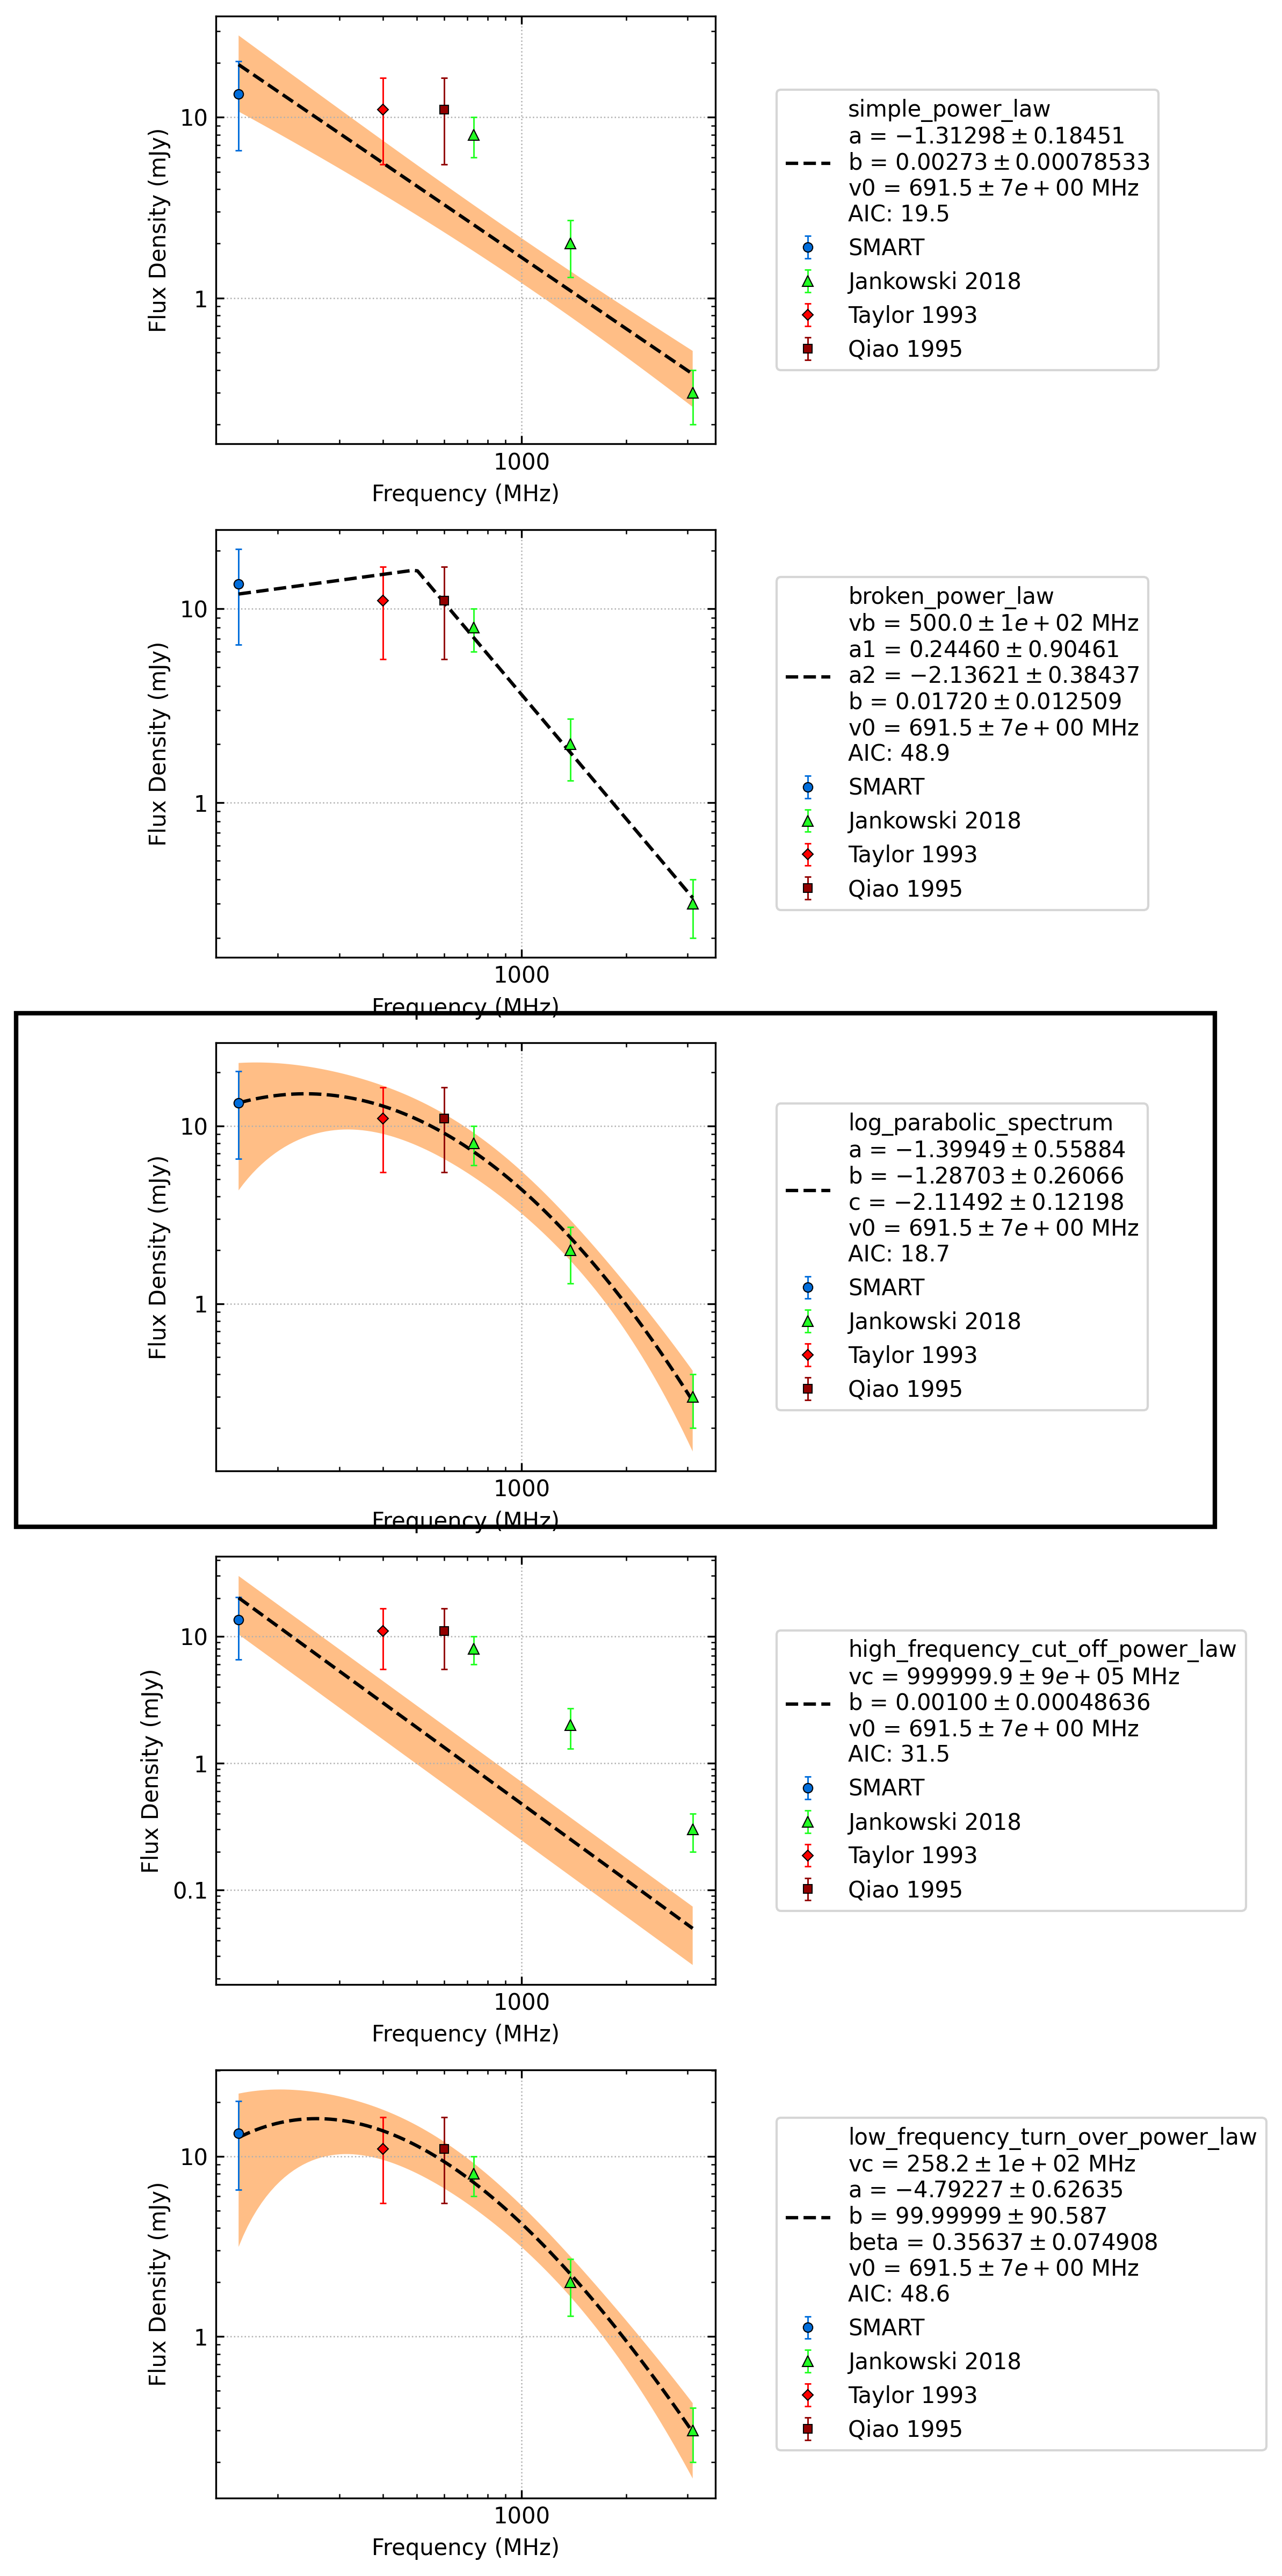 Flux Density (mJy)
10
1
1000
Frequency (MHz)
simple_power_law
a = −1.31298 ± 0.18451
b = 0.00273 ± 0.00078533
v0 = 691.5 ± 7e + 00 MHz
AIC: 19.5
SMART
Jankowski 2018
Taylor 1993
Qiao 1995
Flux Density (mJy)
10
1
1000
Frequency (MHz)
broken_power_law
vb = 500.0 ± 1e + 02 MHz
a1 = 0.24460 ± 0.90461
a2 = −2.13621 ± 0.38437
b = 0.01720 ± 0.012509
v0 = 691.5 ± 7e + 00 MHz
AIC: 48.9
SMART
Jankowski 2018
Taylor 1993
Qiao 1995
Flux Density (mJy)
10
1
1000
Frequency (MHz)
log_parabolic_spectrum
a = −1.39949 ± 0.55884
b = −1.28703 ± 0.26066
c = −2.11492 ± 0.12198
v0 = 691.5 ± 7e + 00 MHz
AIC: 18.7
SMART
Jankowski 2018
Taylor 1993
Qiao 1995
Flux Density (mJy)
10
1
0.1
1000
Frequency (MHz)
high_frequency_cut_off_power_law
vc = 999999.9 ± 9e + 05 MHz
b = 0.00100 ± 0.00048636
v0 = 691.5 ± 7e + 00 MHz
AIC: 31.5
SMART
Jankowski 2018
Taylor 1993
Qiao 1995
Flux Density (mJy)
10
1
1000
Frequency (MHz)
low_frequency_turn_over_power_law
vc = 258.2 ± 1e + 02 MHz
a = −4.79227 ± 0.62635
b = 99.99999 ± 90.587
beta = 0.35637 ± 0.074908
v0 = 691.5 ± 7e + 00 MHz
AIC: 48.6
SMART
Jankowski 2018
Taylor 1993
Qiao 1995